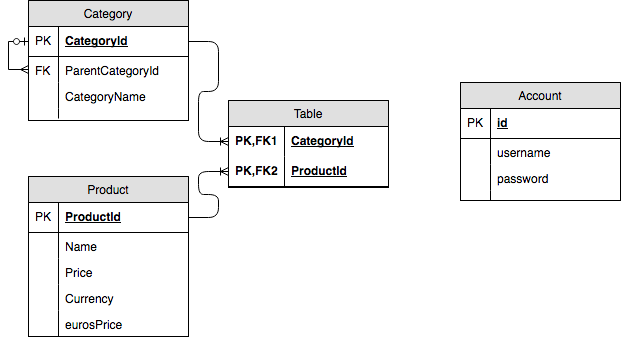 Category
PK CategoryId
FK ParentCategoryId
CategoryName
Table
PK,FK1 CategoryId
PK,FK2 ProductId
Product
PK ProductId
Name
Price
Currency
eurosPrice
Account
PK id
username
password